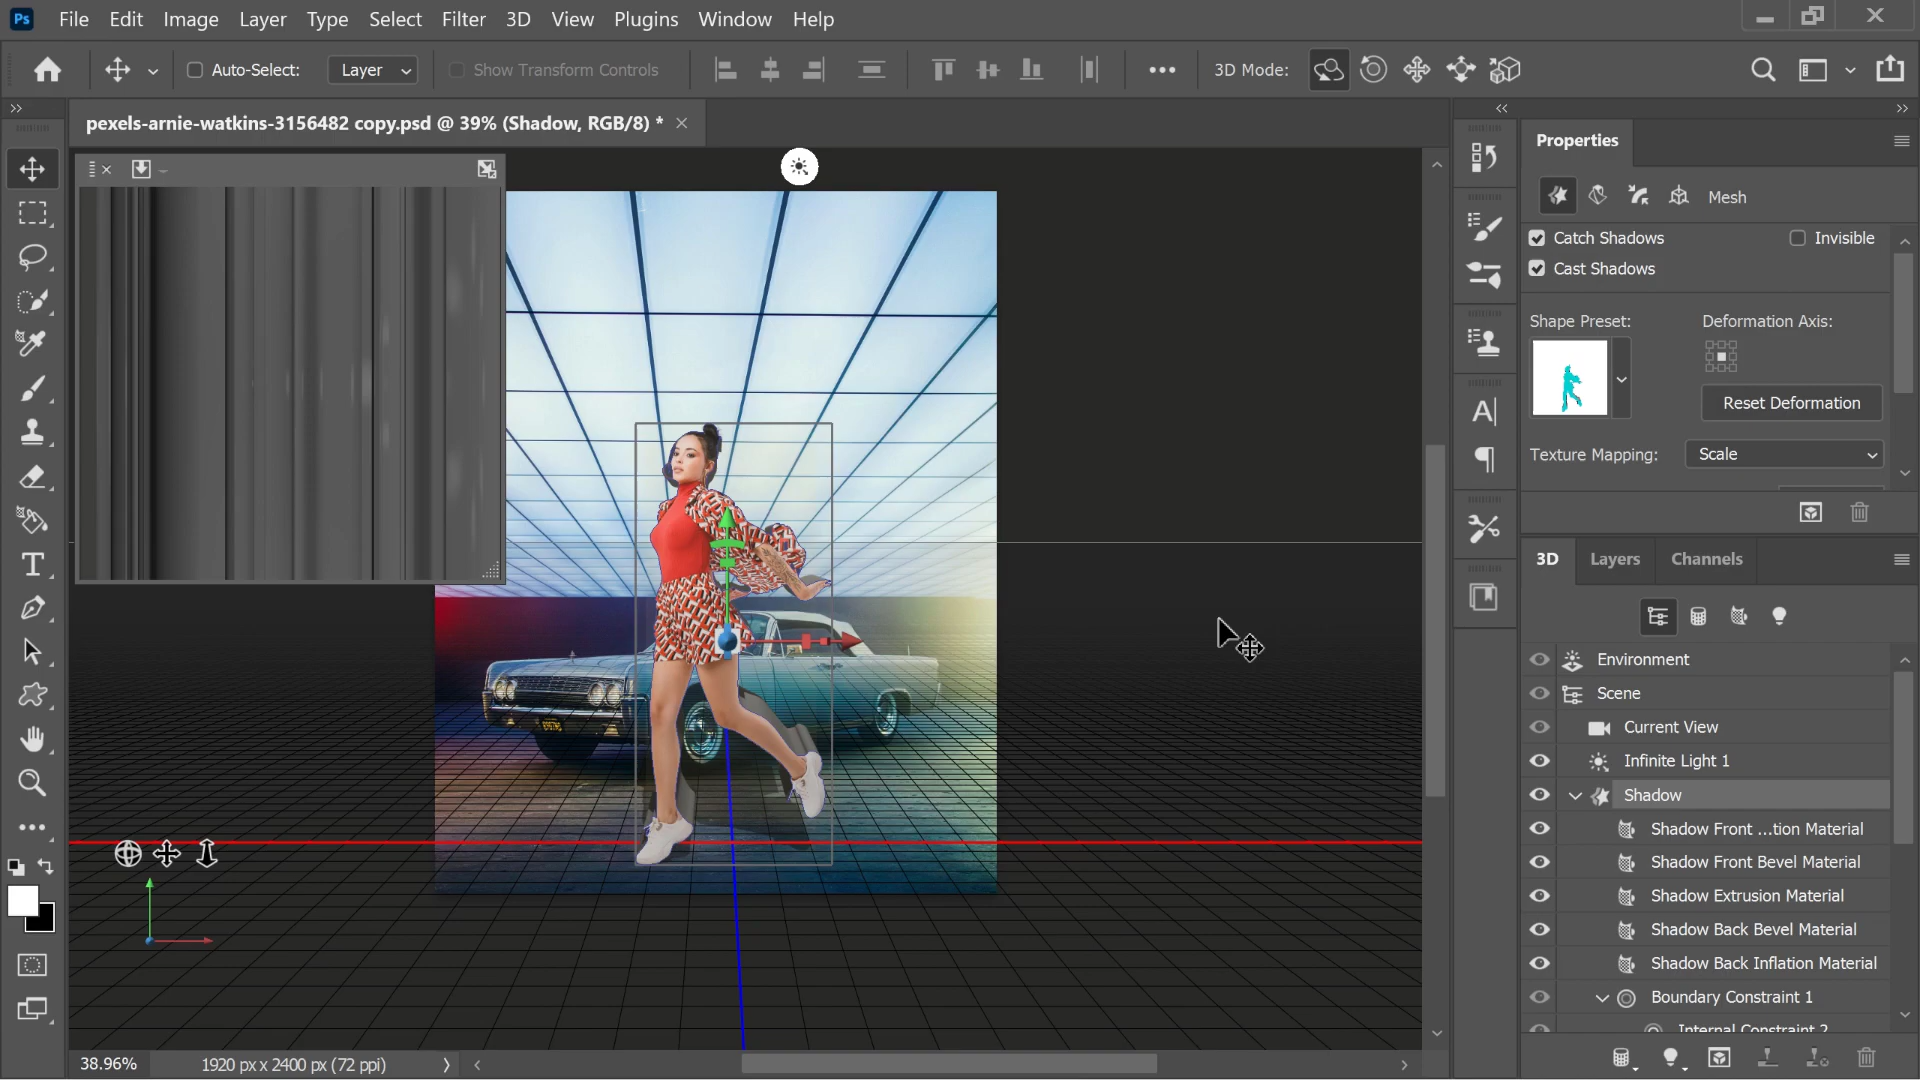 Ps File Edit Image Layer Type Select Filter 3D View Plugins Window Help
Auto-Select: Layer Show Transform Controls 3D Mode:
pexels-arnie-watkins-3156482 copy.psd @ 39% (Shadow, RGB/8) *
Properties
Mesh
Catch Shadows Invisible
Cast Shadows
Shape Preset: Deformation Axis:
Reset Deformation
Texture Mapping: Scale
3D Layers Channels
Environment
Scene
Current View
Infinite Light 1
Shadow
Shadow Front ...tion Material
Shadow Front Bevel Material
Shadow Extrusion Material
Shadow Back Bevel Material
Shadow Back Inflation Material
Boundary Constraint 1
Internal Constraint 2
38.96% 1920 px x 2400 px (72 ppi)